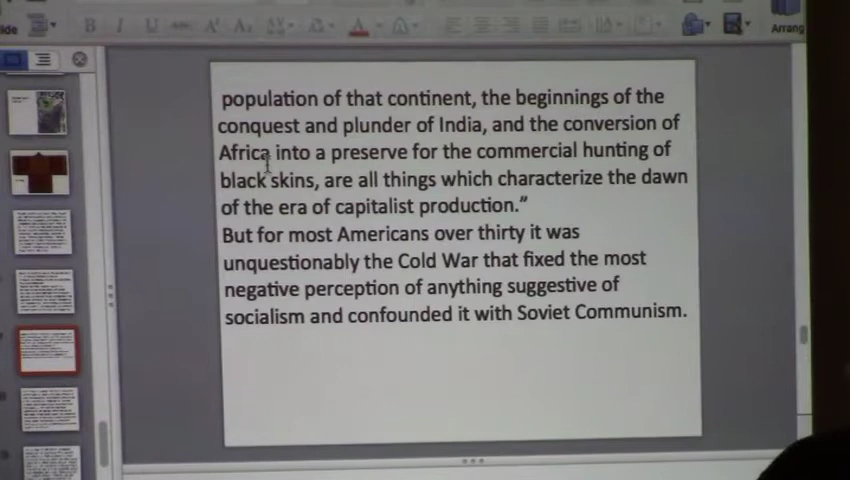 ide
B I U
Arrang
population of that continent, the beginnings of the
conquest and plunder of India, and the conversion of
Africa into a preserve for the commercial hunting of
black skins, are all things which characterize the dawn
of the era of capitalist production.”
But for most Americans over thirty it was
unquestionably the Cold War that fixed the most
negative perception of anything suggestive of
socialism and confounded it with Soviet Communism.